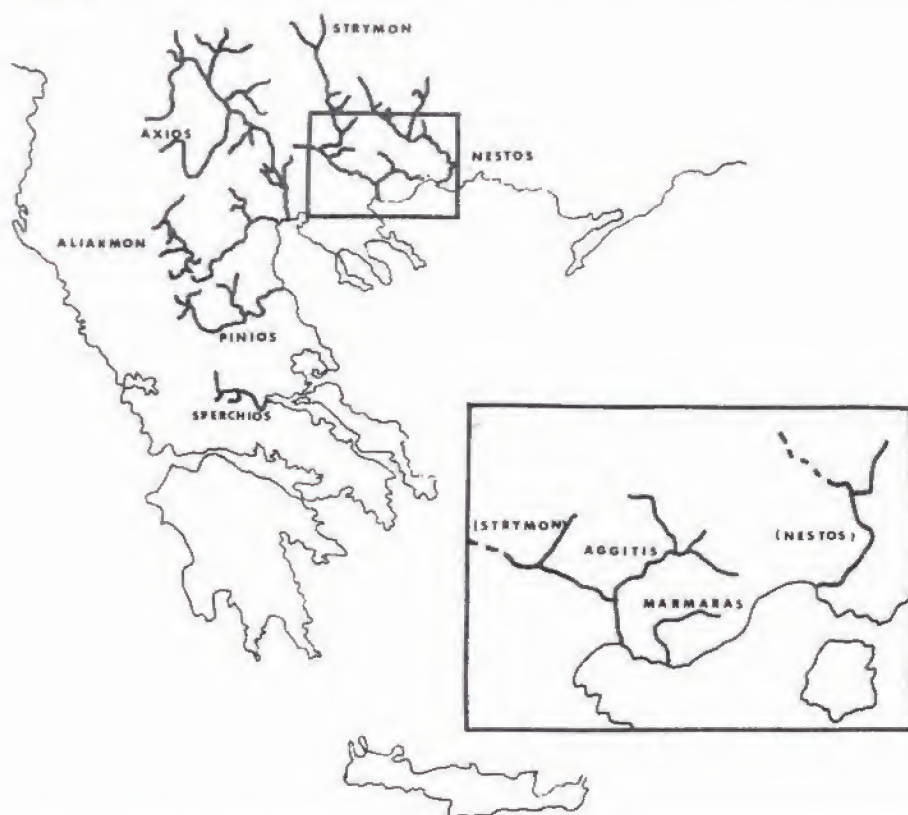 STRYMON
AXIOS
NESTOS
ALIAKMON
PINIOS
SPERCHIOS
(STRYMON)
AGGITIS
(NESTOS)
MARMARAS